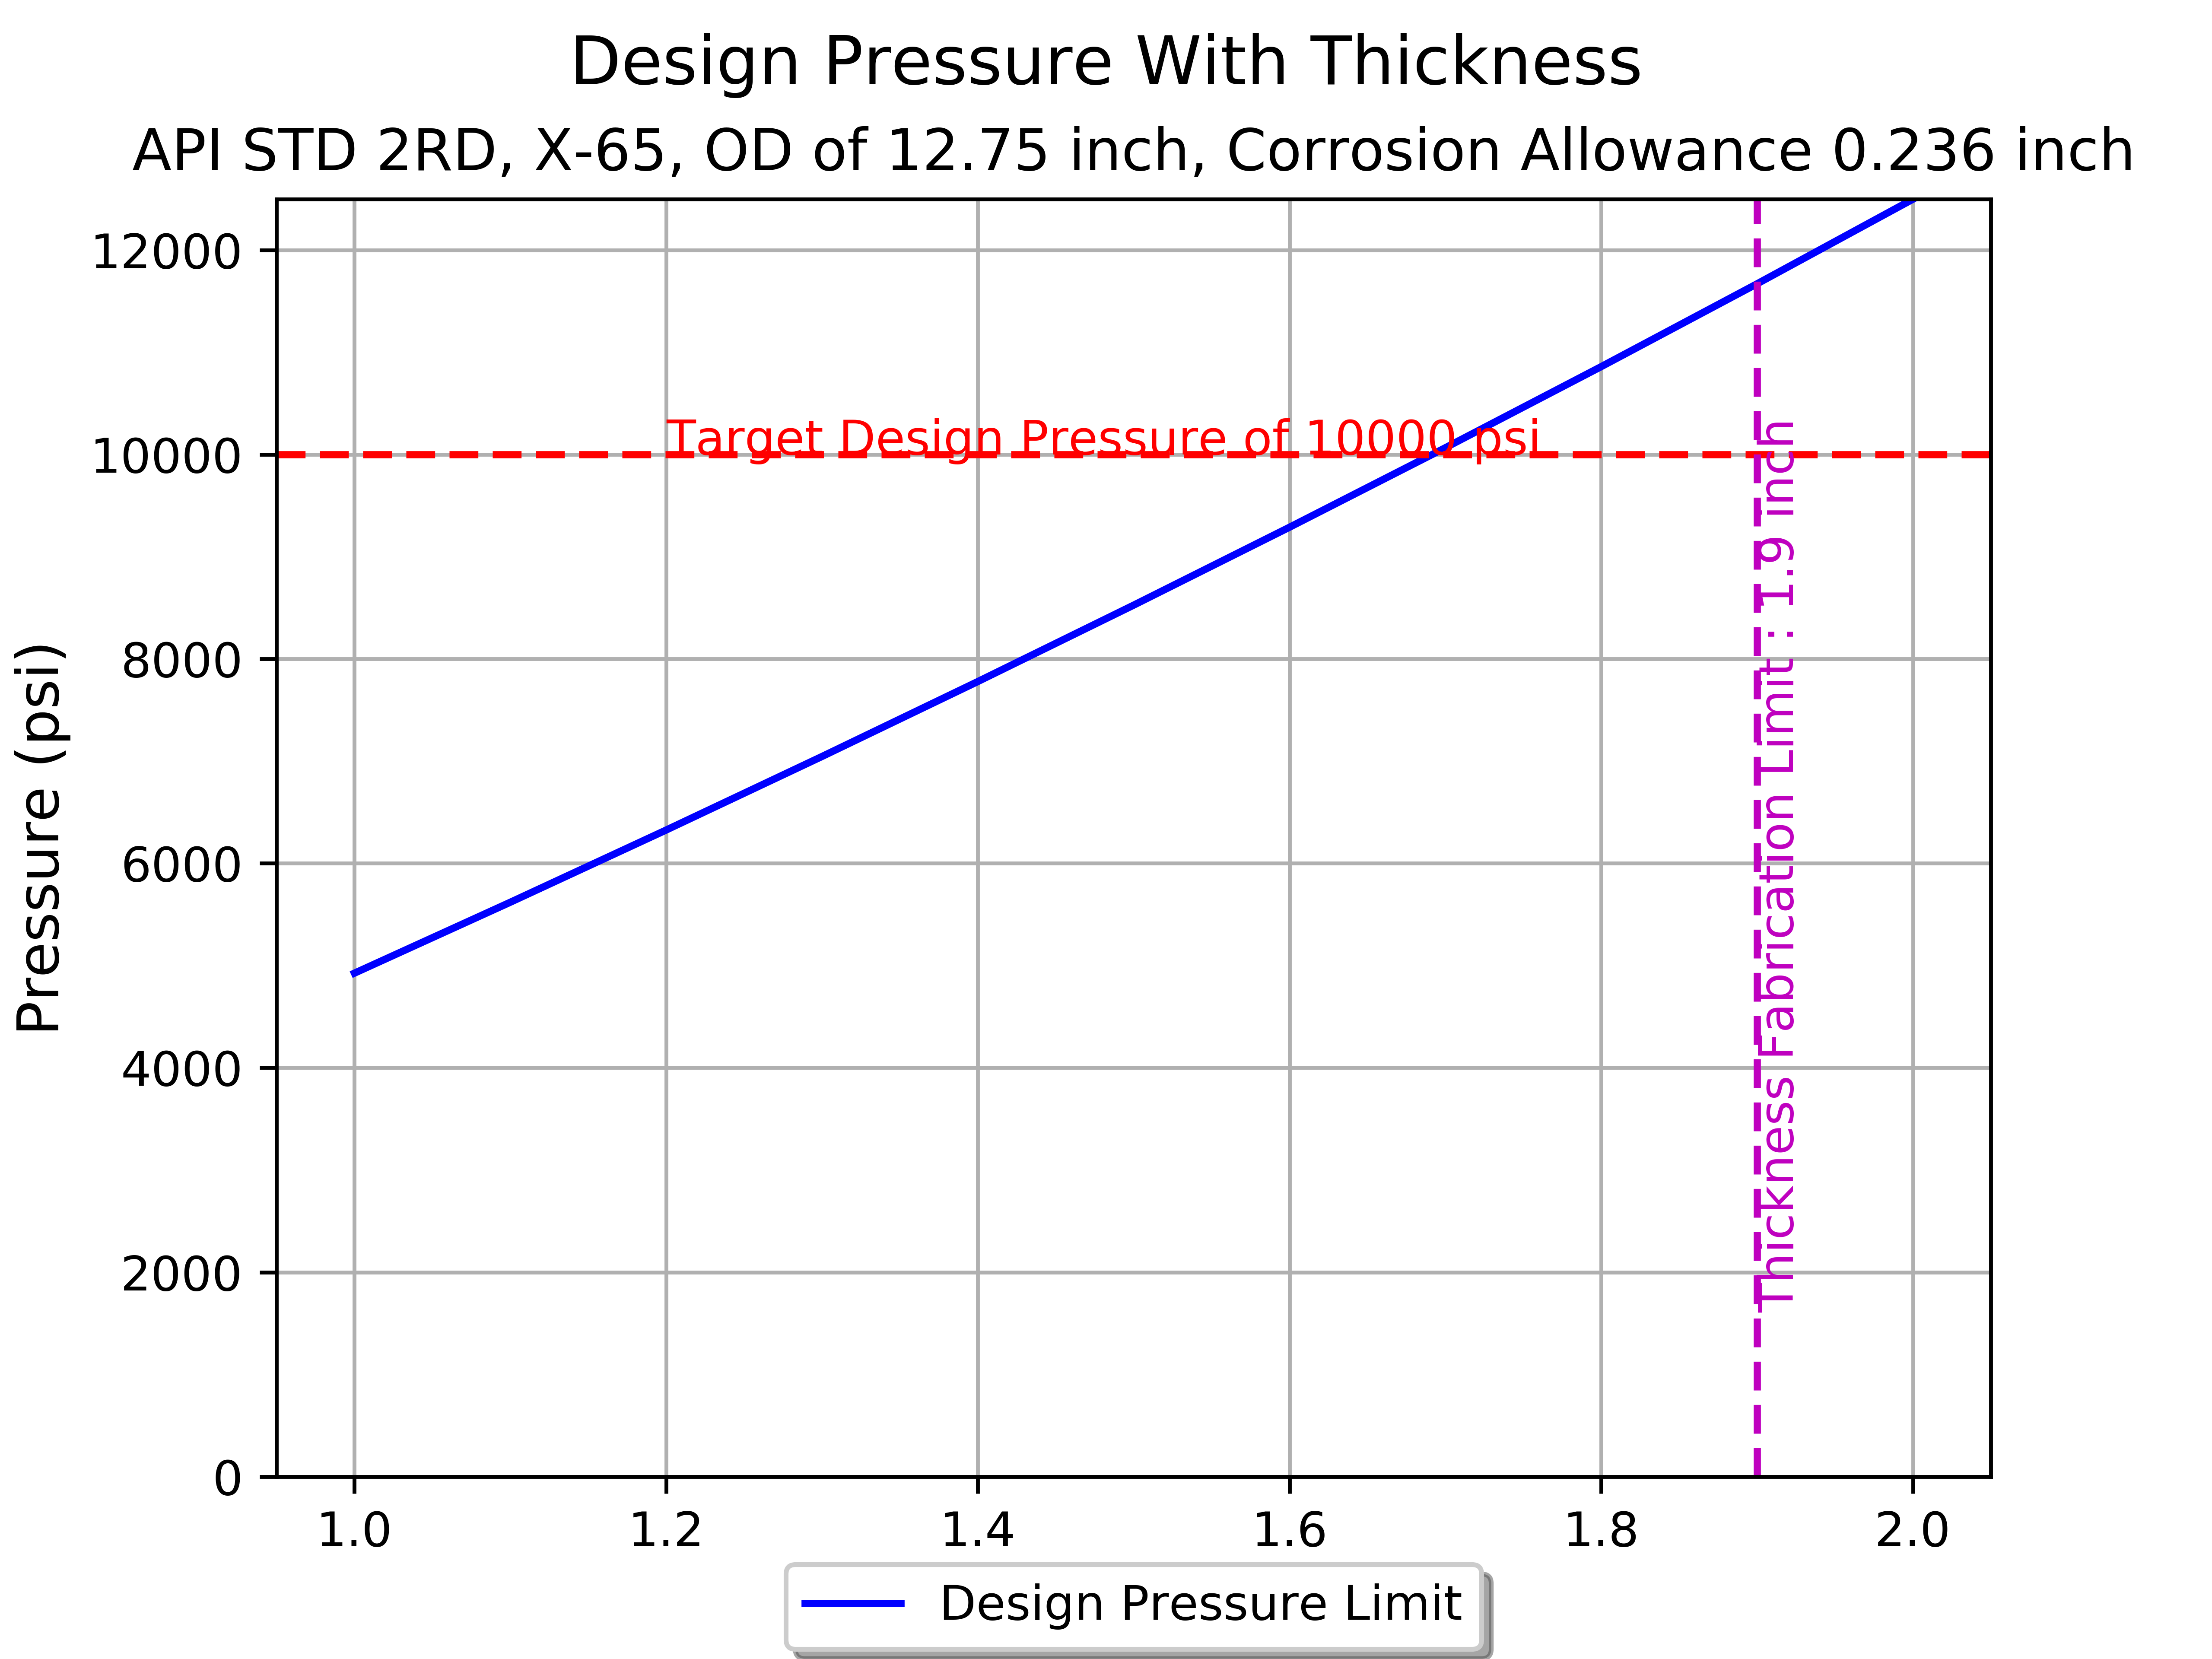 Design Pressure With Thickness
API STD 2RD, X-65, OD of 12.75 inch, Corrosion Allowance 0.236 inch
12000
10000
8000
6000
4000
2000
0
Pressure (psi)
Target Design Pressure of 10000 psi
Thickness Fabrication Limit : 1.9 inch
1.0 1.2 1.4 1.6 1.8 2.0
Design Pressure Limit